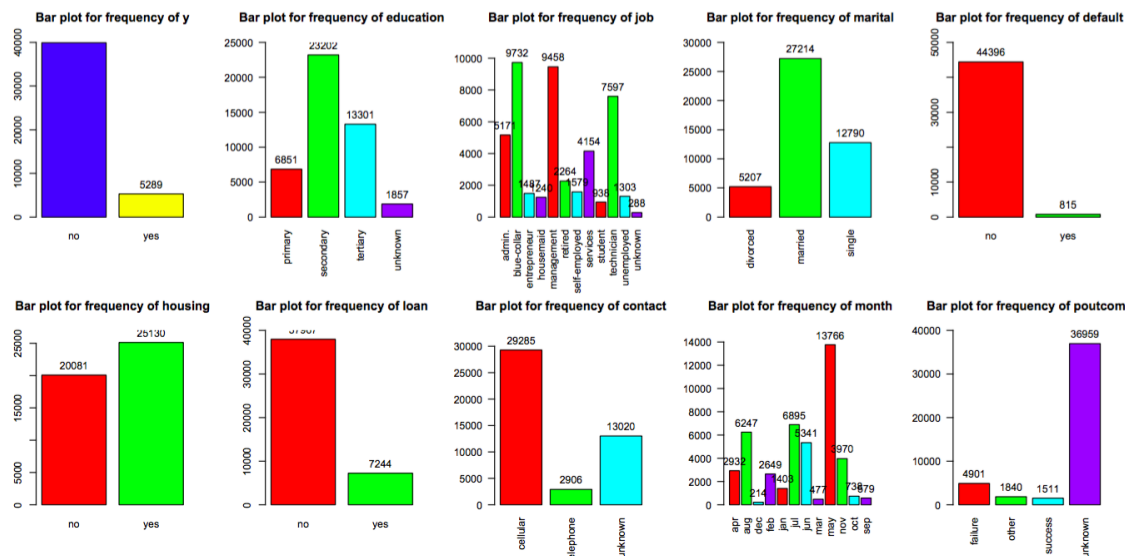 Bar plot for frequency of y
40000
30000
20000
10000
0
5289
no yes
Bar plot for frequency of education
25000
20000
15000
10000
5000
0
6851
23202
13301
1857
primary
secondary
tertiary
unknown
Bar plot for frequency of job
10000
8000
6000
4000
2000
0
5171
9732
1487
1240
9458
2264
1579
4154
938
7597
1303
288
admin.
blue-collar
entrepreneur
housemaid
management
retired
self-employed
services
student
technician
unemployed
unknown
Bar plot for frequency of marital
30000
25000
20000
15000
10000
5000
0
5207
27214
12790
divorced
married
single
Bar plot for frequency of default
50000
30000
10000
0
44396
815
no yes
Bar plot for frequency of housing
25000
15000
5000
0
20081
25130
no yes
Bar plot for frequency of loan
40000
30000
20000
10000
0
7244
no yes
Bar plot for frequency of contact
30000
25000
20000
15000
10000
5000
0
29285
2906
13020
cellular
elephone
unknown
Bar plot for frequency of month
14000
12000
10000
8000
6000
4000
2000
0
2932
6247
214
2649
1403
6895
5341
477
13766
3970
738
579
apr
aug
dec
feb
jan
jul
jun
mar
may
nov
oct
sep
Bar plot for frequency of poutcom
40000
30000
20000
10000
0
4901
1840
1511
36959
failure
other
success
unknown